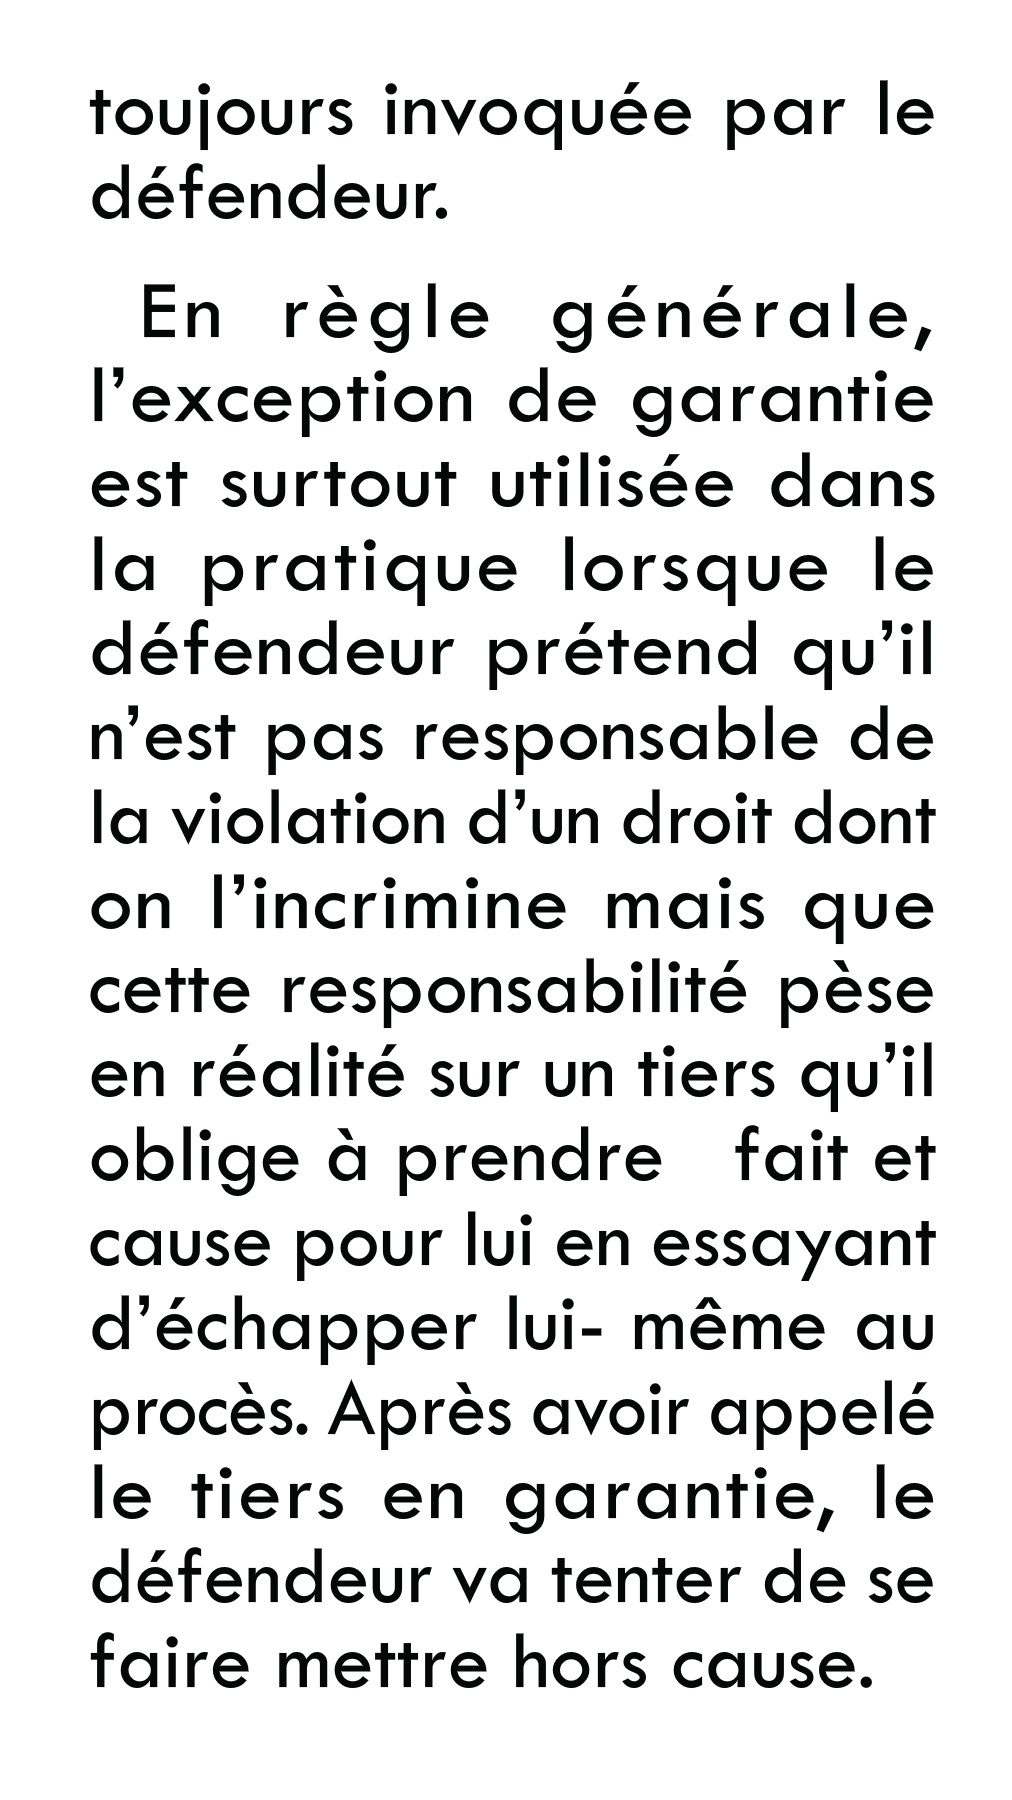 toujours invoquée par le
défendeur.
En règle générale,
l’exception de garantie
est surtout utilisée dans
la pratique lorsque le
défendeur prétend qu’il
n’est pas responsable de
la violation d’un droit dont
on l’incrimine mais que
cette responsabilité pèse
en réalité sur un tiers qu’il
oblige à prendre fait et
cause pour lui en essayant
d’échapper lui- même au
procès. Après avoir appelé
le tiers en garantie, le
défendeur va tenter de se
faire mettre hors cause.